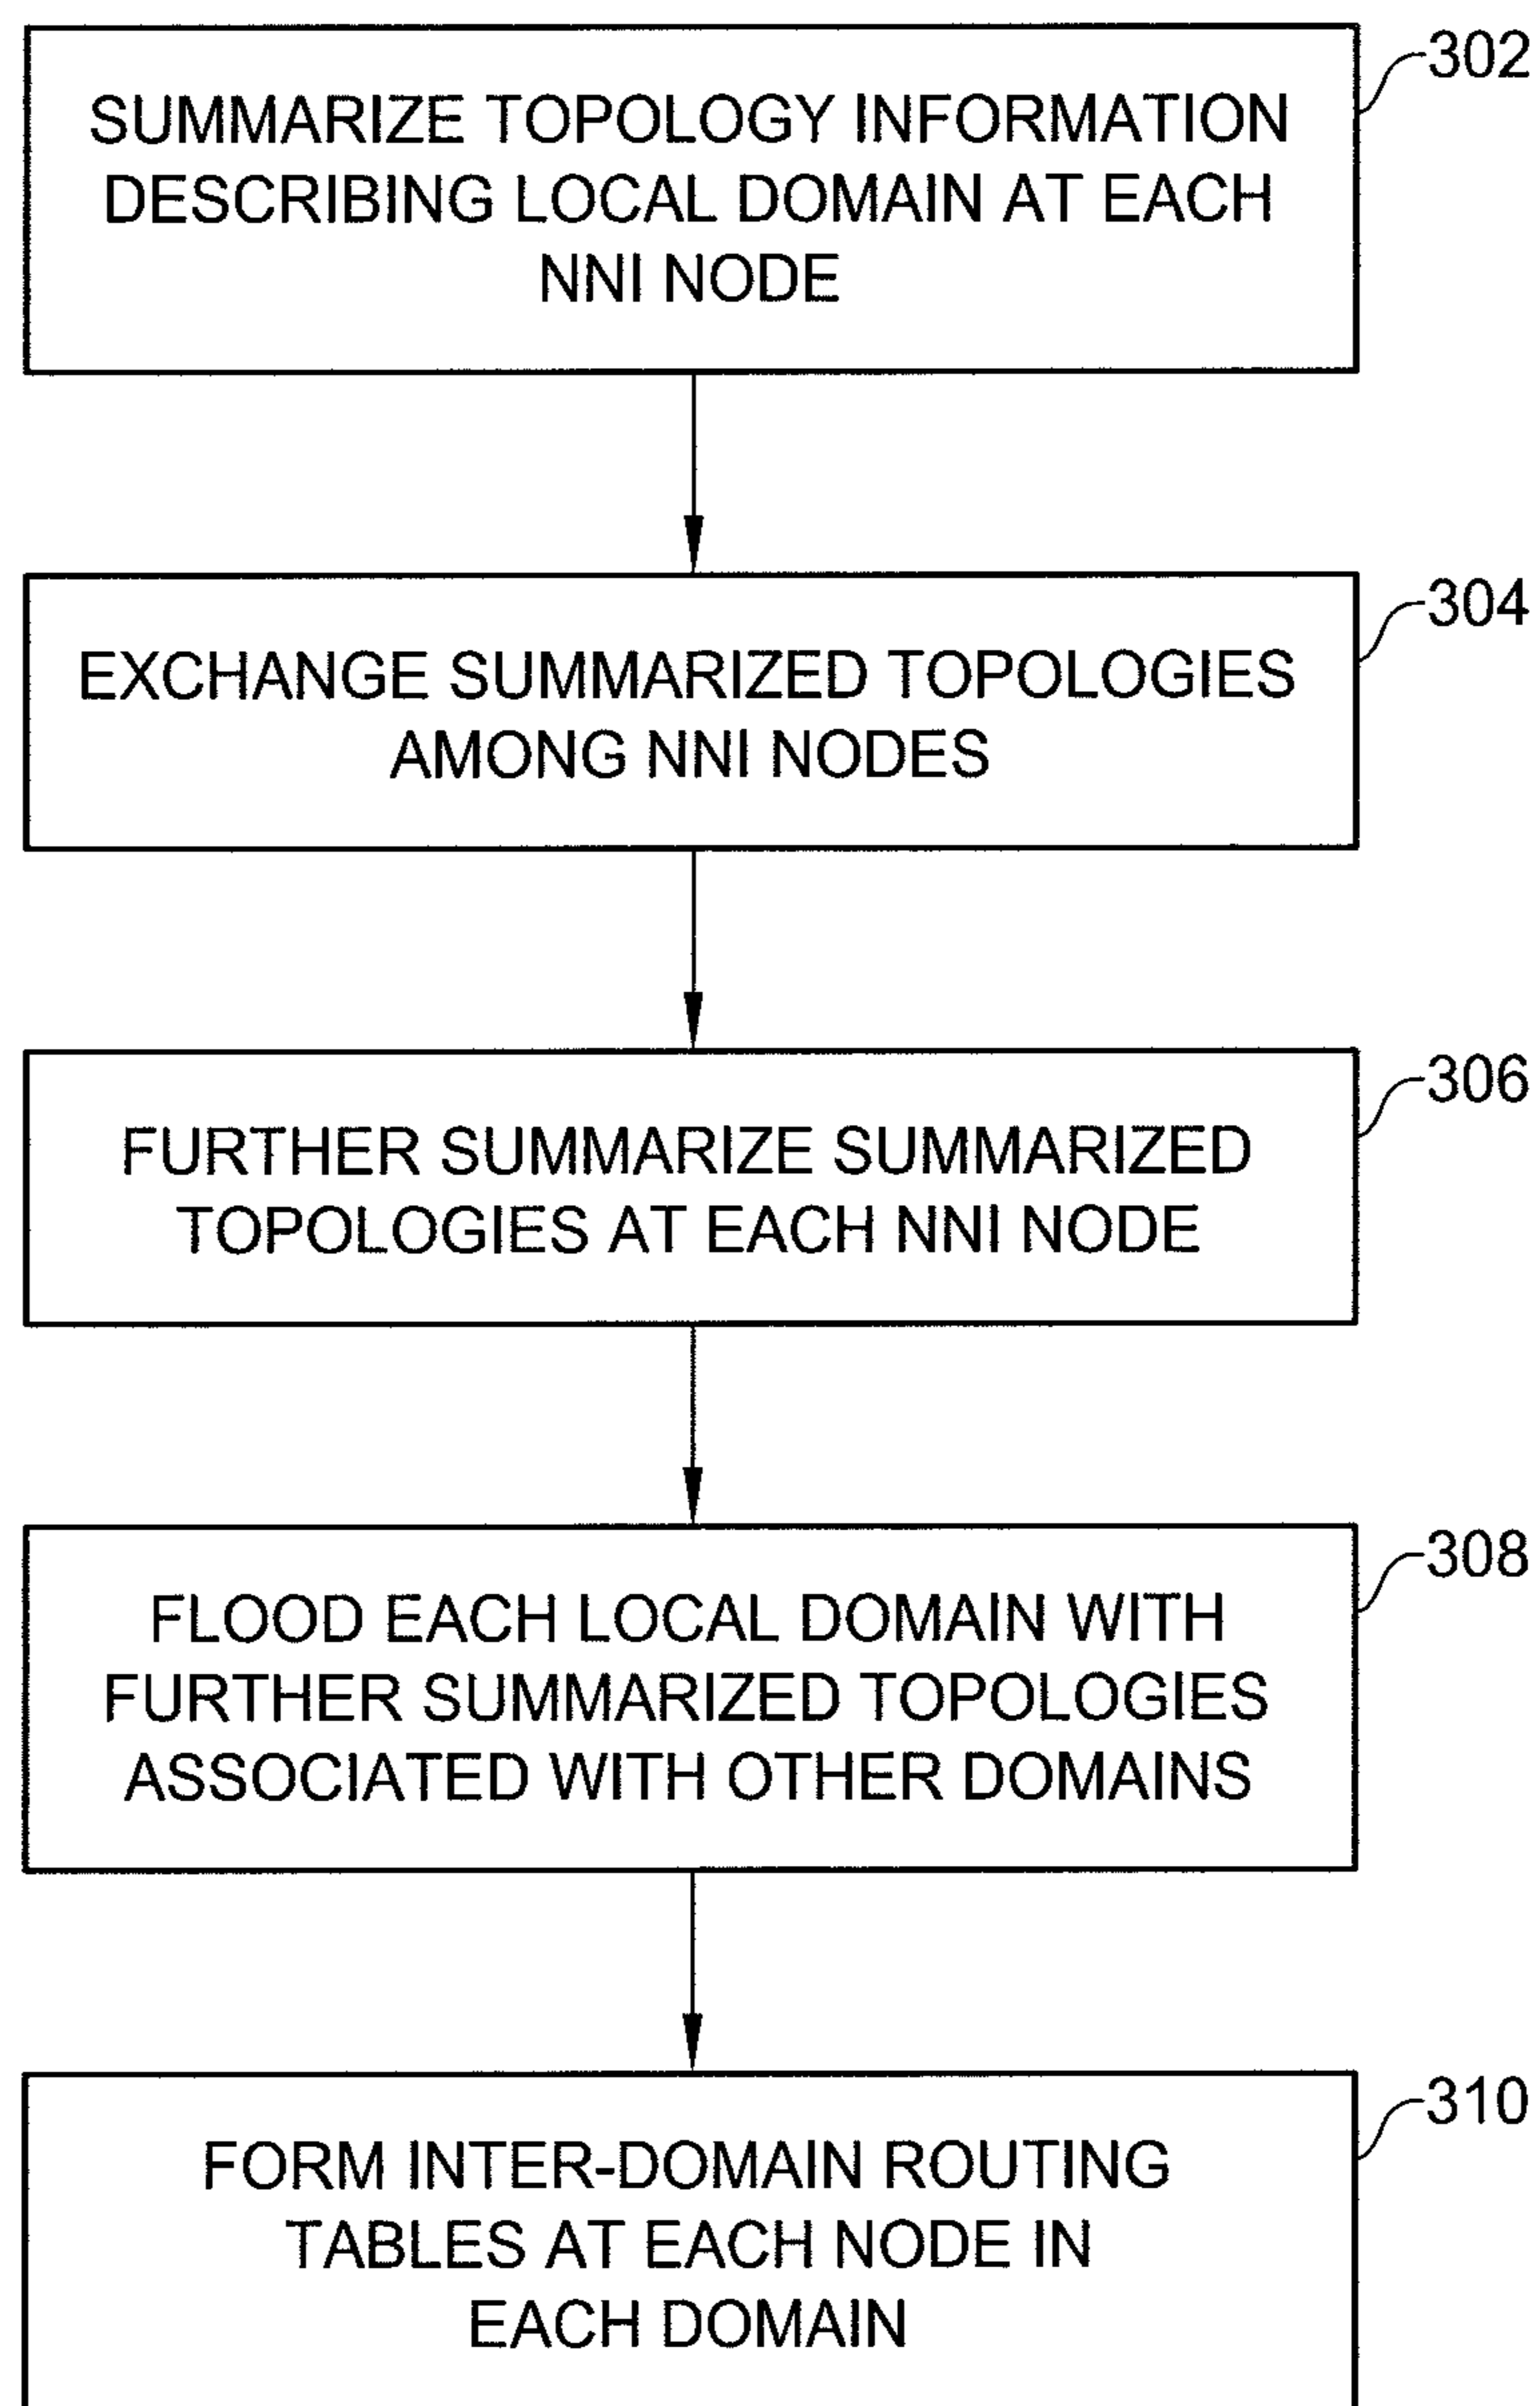 302
SUMMARIZE TOPOLOGY INFORMATION
DESCRIBING LOCAL DOMAIN AT EACH
NNI NODE
304
EXCHANGE SUMMARIZED TOPOLOGIES
AMONG NNI NODES
306
FURTHER SUMMARIZE SUMMARIZED
TOPOLOGIES AT EACH NNI NODE
308
FLOOD EACH LOCAL DOMAIN WITH
FURTHER SUMMARIZED TOPOLOGIES
ASSOCIATED WITH OTHER DOMAINS
310
FORM INTER-DOMAIN ROUTING
TABLES AT EACH NODE IN
EACH DOMAIN